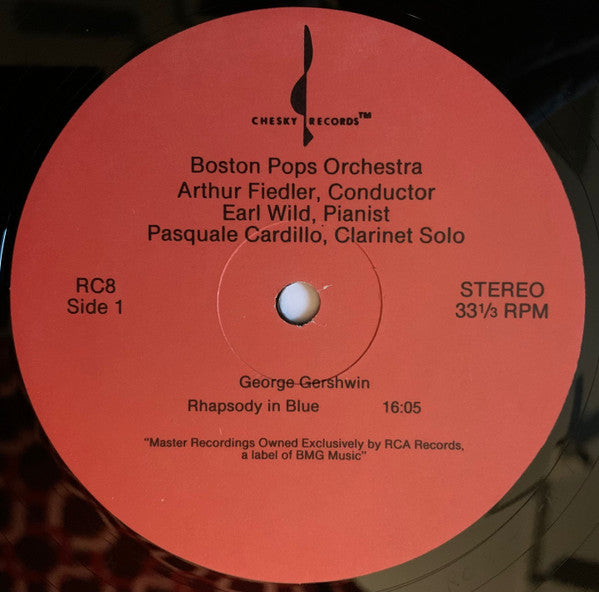 CHESKY RECORDS™
Boston Pops Orchestra
Arthur Fiedler, Conductor
Earl Wild, Pianist
Pasquale Cardillo, Clarinet Solo
RC8
Side 1
STEREO
33⅓ RPM
George Gershwin
Rhapsody in Blue 16:05
"Master Recordings Owned Exclusively by RCA Records,
a label of BMG Music"